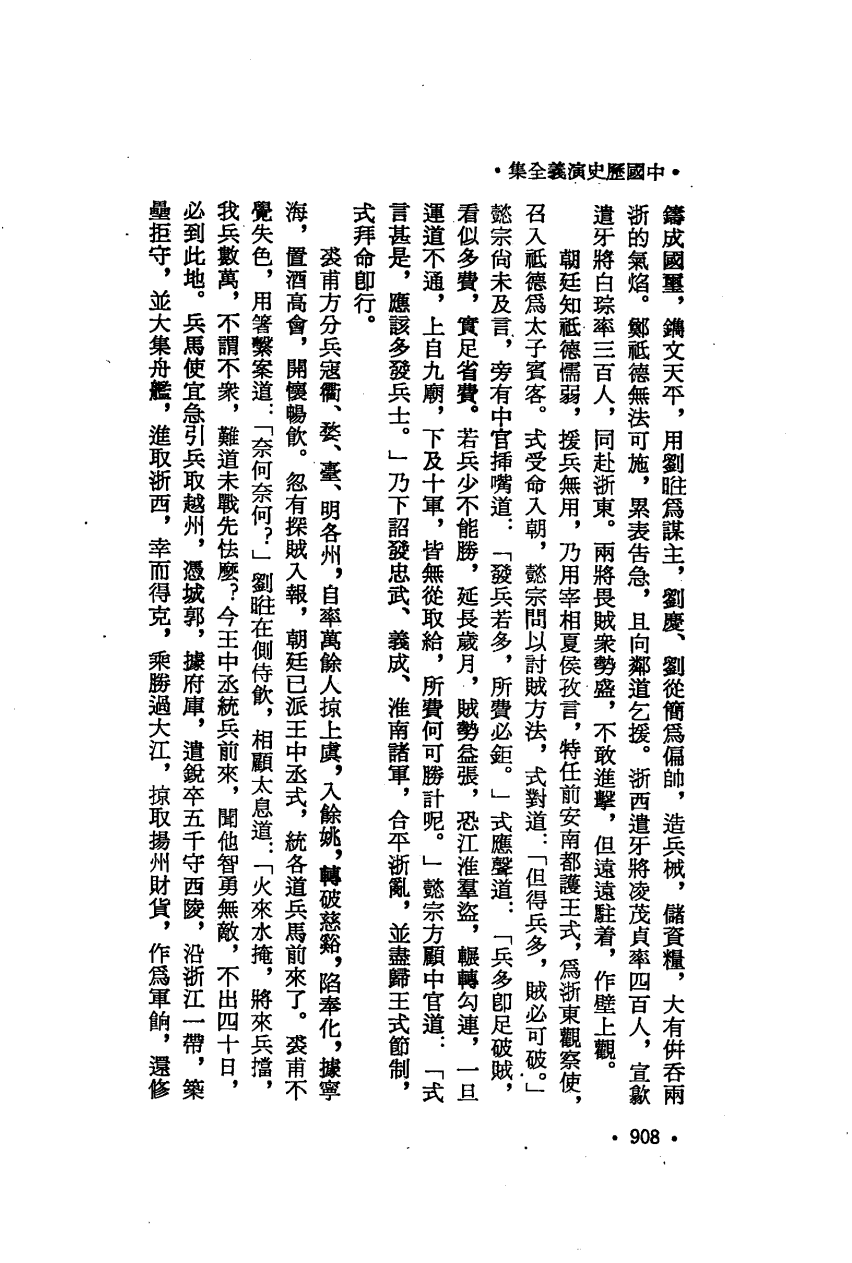 •中國歷史演義全集•
鑄成國璽，鐫文天平，用劉暀爲謀主，劉慶、劉從簡爲偏帥，造兵械，儲資糧，大有併吞兩
浙的氣焰。鄭祗德無法可施，累表告急，且向鄰道乞援。浙西遣牙將凌茂貞率四百人，宣歙
遣牙將白琮率三百人，同赴浙東。兩將畏賊衆勢盛，不敢進擊，但遠遠駐着，作壁上觀。
朝廷知祗德懦弱，援兵無用，乃用宰相夏侯孜言，特任前安南都護王式，爲浙東觀察使，
召入祗德爲太子賓客。式受命入朝，懿宗問以討賊方法，式對道：「但得兵多，賊必可破。」
懿宗尙未及言，旁有中官挿嘴道：「發兵若多，所費必鉅。」式應聲道：「兵多卽足破賊，
看似多費，實足省費。若兵少不能勝，延長歲月，賊勢益張，恐江淮羣盜，輾轉勾連，一旦
運道不通，上自九廟，下及十軍，皆無從取給，所費何可勝計呢。」懿宗方顧中官道：「式
言甚是，應該多發兵士。」乃下詔發忠武、義成、淮南諸軍，合平浙亂，並盡歸王式節制，
式拜命卽行。
裘甫方分兵寇衢、婺、臺、明各州，自率萬餘人掠上虞，入餘姚，轉破慈谿，陷奉化，據寧
海，置酒高會，開懷暢飲。忽有探賊入報，朝廷已派王中丞式，統各道兵馬前來了。裘甫不
覺失色，用箸繫案道：「奈何奈何？」劉暀在側侍飲，相顧太息道：「火來水掩，將來兵擋，
我兵數萬，不謂不衆，難道未戰先怯麼？今王中丞統兵前來，聞他智勇無敵，不出四十日，
必到此地。兵馬使宜急引兵取越州，憑城郭，據府庫，遣銳卒五千守西陵，沿浙江一帶，築
壘拒守，並大集舟艦，進取浙西，幸而得克，乘勝過大江，掠取揚州財貨，作爲軍餉，還修
•908•